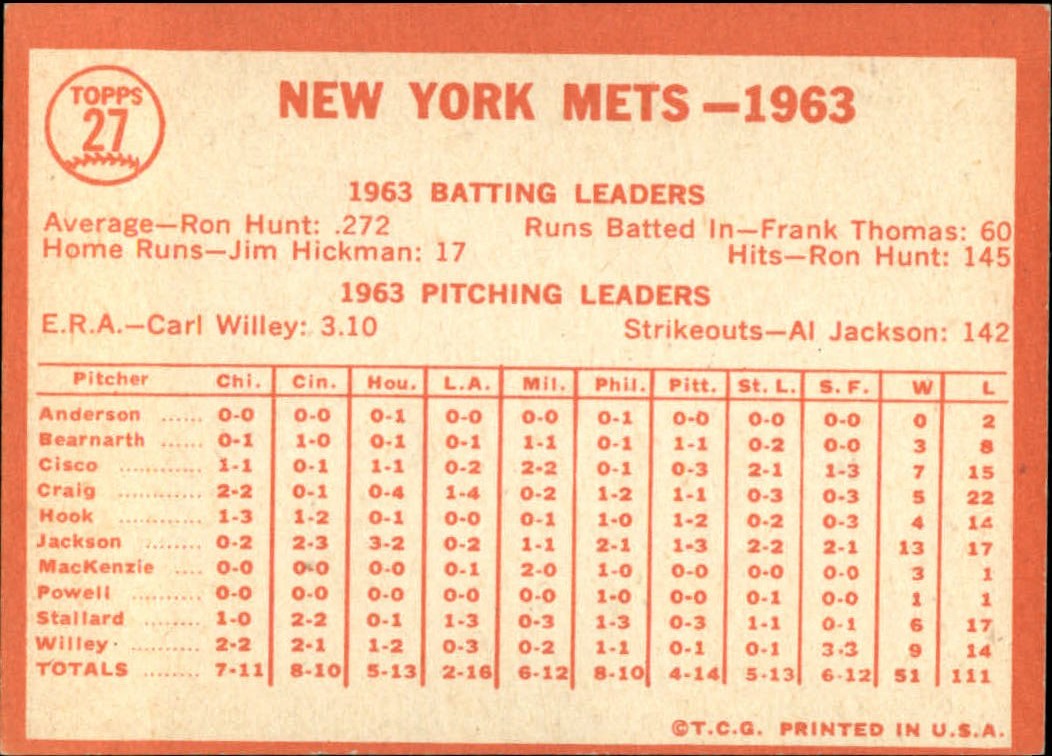 TOPPS
27
NEW YORK METS—1963
1963 BATTING LEADERS
Average—Ron Hunt: .272 Runs Batted In—Frank Thomas: 60
Home Runs—Jim Hickman: 17 Hits—Ron Hunt: 145
1963 PITCHING LEADERS
E.R.A.—Carl Willey: 3.10 Strikeouts—Al Jackson: 142
Pitcher Chi. Cin. Hou. L.A. Mil. Phil. Pitt. St. L. S. F. W L
Anderson ...... 0-0 0-0 0-1 0-0 0-0 0-1 0-0 0-0 0-0 0 2
Bearnarth ...... 0-1 1-0 0-1 0-1 1-1 0-1 1-1 0-2 0-0 3 8
Cisco ............ 1-1 0-1 1-1 0-2 2-2 0-1 0-3 2-1 1-3 7 15
Craig ............ 2-2 0-1 0-4 1-4 0-2 1-2 1-1 0-3 0-3 5 22
Hook ............ 1-3 1-2 0-1 0-0 0-1 1-0 1-2 0-2 0-3 4 14
Jackson ........ 0-2 2-3 3-2 0-2 1-1 2-1 1-3 2-2 2-1 13 17
MacKenzie .... 0-0 0-0 0-0 0-1 2-0 1-0 0-0 0-0 0-0 3 1
Powell .......... 0-0 0-0 0-0 0-0 0-0 1-0 0-0 0-1 0-0 1 1
Stallard ........ 1-0 2-2 0-1 1-3 0-3 1-3 0-3 1-1 0-1 6 17
Willey .......... 2-2 2-1 1-2 0-3 0-2 1-1 0-1 0-1 3-3 9 14
TOTALS ........ 7-11 8-10 5-13 2-16 6-12 8-10 4-14 5-13 6-12 51 111
©T.C.G. PRINTED IN U.S.A.